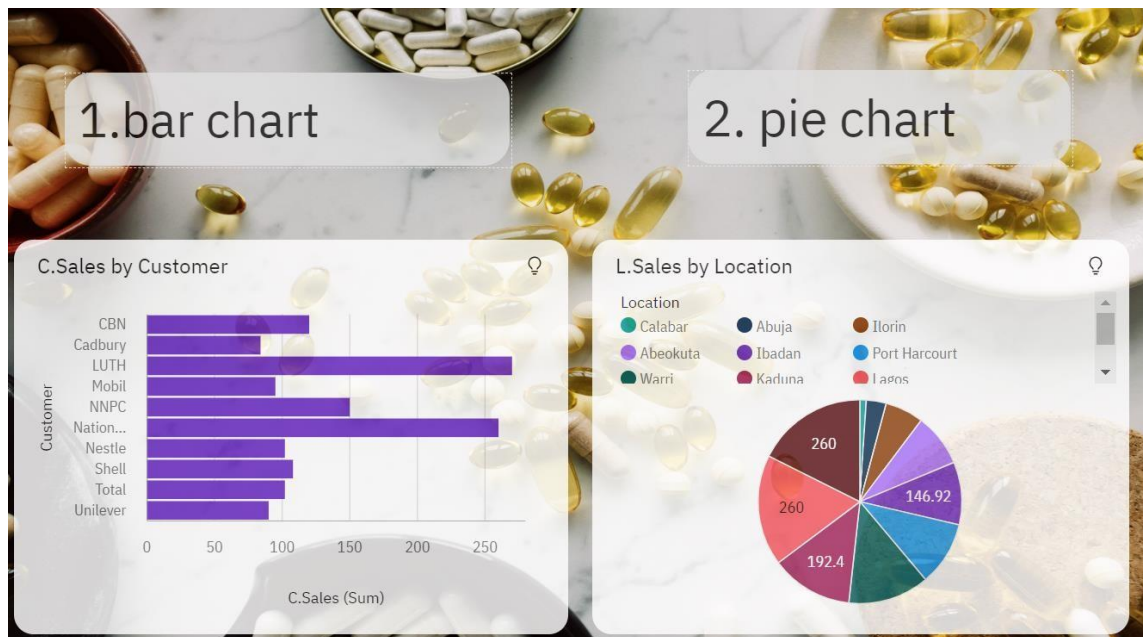 1.bar chart
2. pie chart
C.Sales by Customer
Customer
CBN
Cadbury
LUTH
Mobil
NNPC
Nation...
Nestle
Shell
Total
Unilever
0 50 100 150 200 250
C.Sales (Sum)
L.Sales by Location
Location
Calabar Abuja Ilorin
Abeokuta Ibadan Port Harcourt
Warri Kaduna Lagos
260
146.92
260
192.4